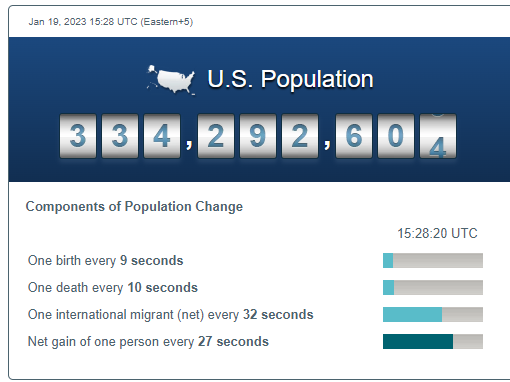 Jan 19, 2023 15:28 UTC (Eastern+5)
U.S. Population
334,292,604
Components of Population Change
15:28:20 UTC
One birth every 9 seconds
One death every 10 seconds
One international migrant (net) every 32 seconds
Net gain of one person every 27 seconds